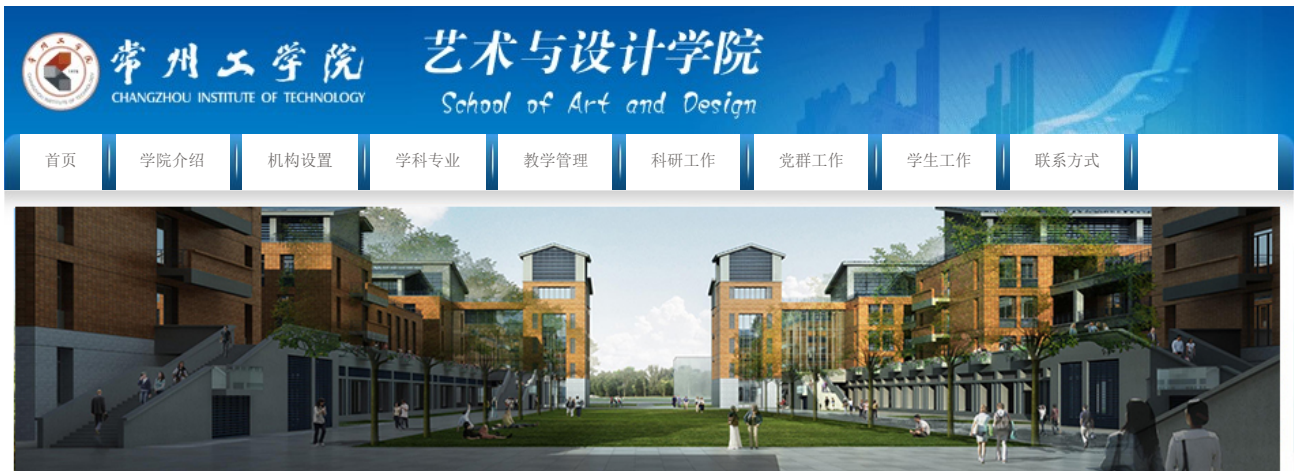 常州工学院
CHANGZHOU INSTITUTE OF TECHNOLOGY
艺术与设计学院
School of Art and Design
首页 学院介绍 机构设置 学科专业 教学管理 科研工作 党群工作 学生工作 联系方式